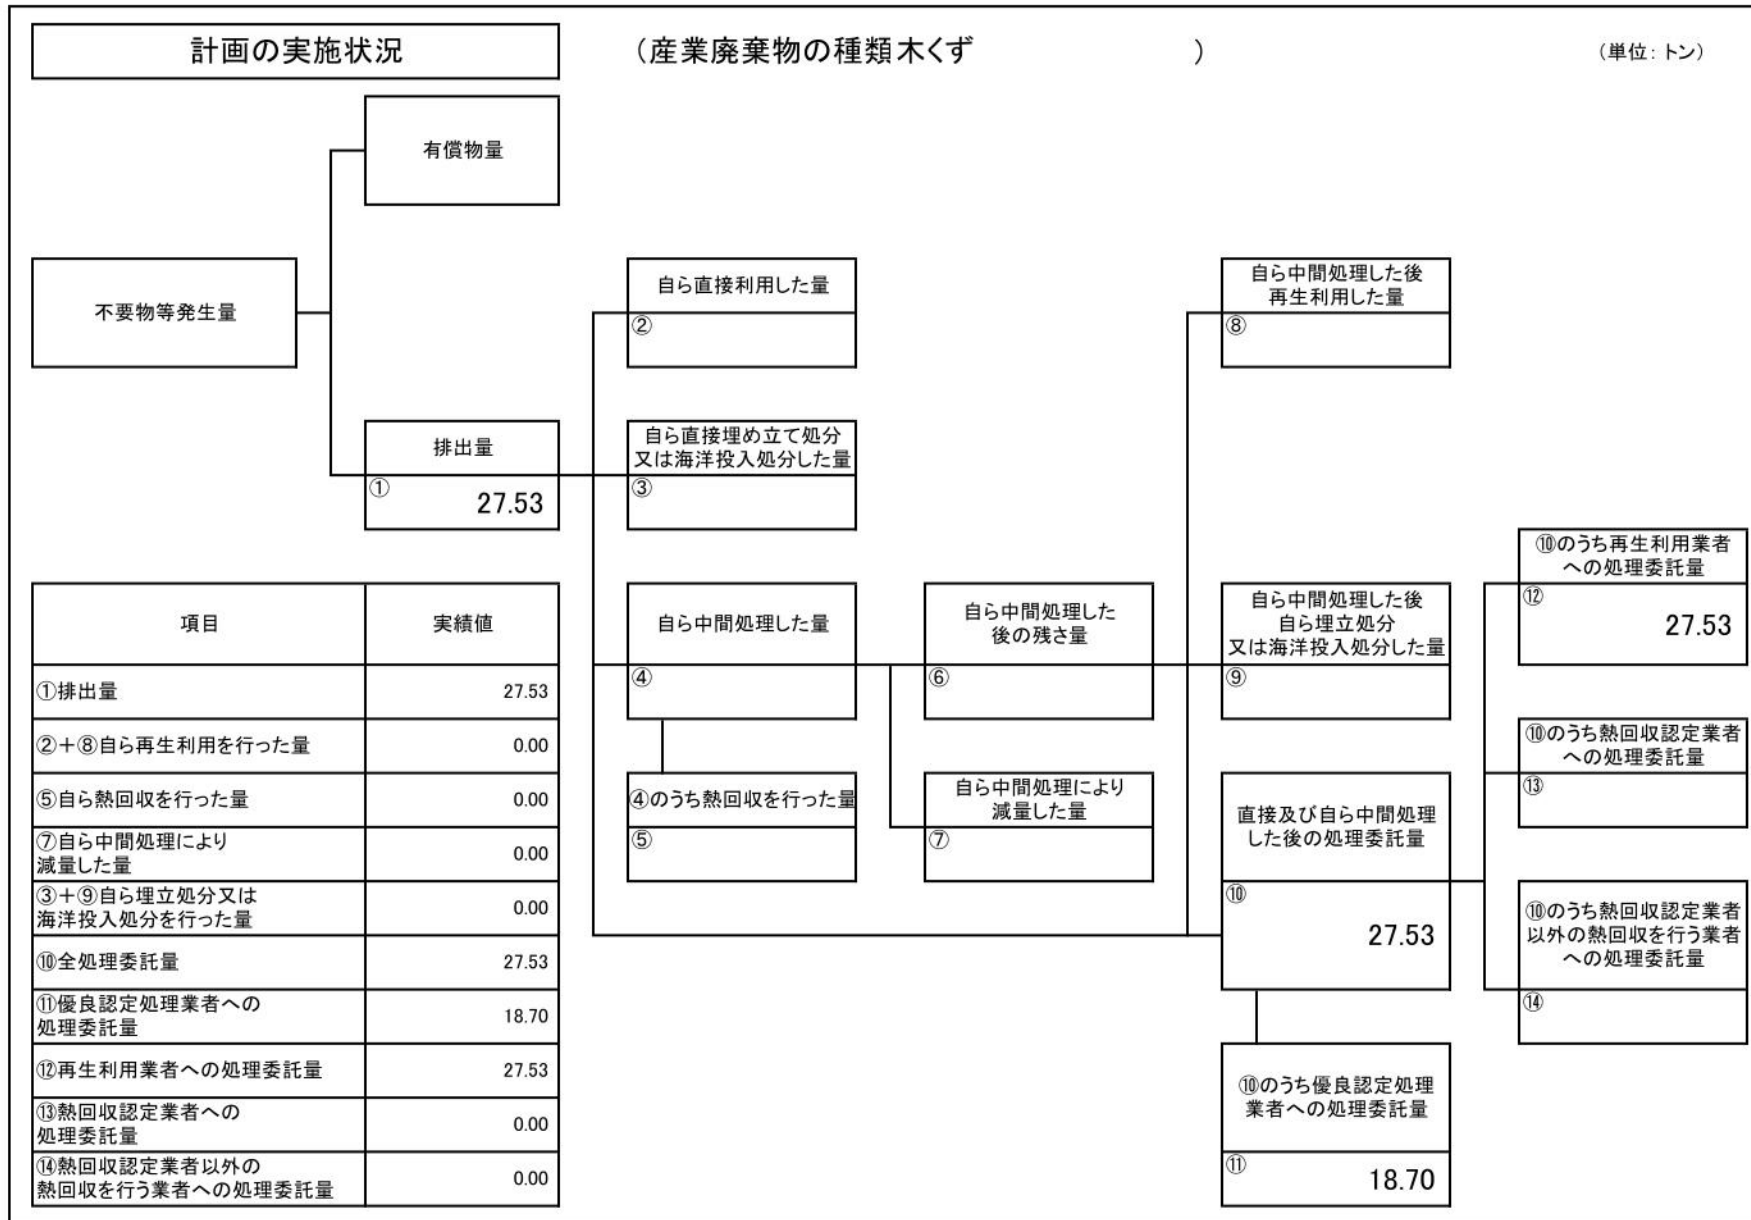 計画の実施状況
（産業廃棄物の種類木くず　　　　　　　）
（単位：トン）
有償物量
不要物等発生量
自ら直接利用した量
②
自ら中間処理した後
再生利用した量
⑧
排出量
①
27.53
自ら直接埋め立て処分
又は海洋投入処分した量
③
⑩のうち再生利用業者
への処理委託量
⑫
27.53
自ら中間処理した量
④
自ら中間処理した
後の残さ量
⑥
自ら中間処理した後
自ら埋立処分
又は海洋投入処分した量
⑨
⑩のうち熱回収認定業者
への処理委託量
⑬
④のうち熱回収を行った量
⑤
自ら中間処理により
減量した量
⑦
直接及び自ら中間処理
した後の処理委託量
⑩
27.53
⑩のうち熱回収認定業者
以外の熱回収を行う業者
への処理委託量
⑭
⑩のうち優良認定処理
業者への処理委託量
⑪
18.70
項目 実績値
①排出量 27.53
②＋⑧自ら再生利用を行った量 0.00
⑤自ら熱回収を行った量 0.00
⑦自ら中間処理により
減量した量 0.00
③＋⑨自ら埋立処分又は
海洋投入処分を行った量 0.00
⑩全処理委託量 27.53
⑪優良認定処理業者への
処理委託量 18.70
⑫再生利用業者への処理委託量 27.53
⑬熱回収認定業者への
処理委託量 0.00
⑭熱回収認定業者以外の
熱回収を行う業者への処理委託量 0.00